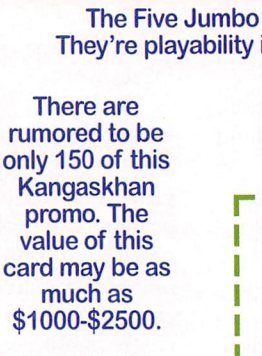 The Five Jumbo
They're playability i
There are
rumored to be
only 150 of this
Kangaskhan
promo. The
value of this
card may be as
much as
$1000-$2500.